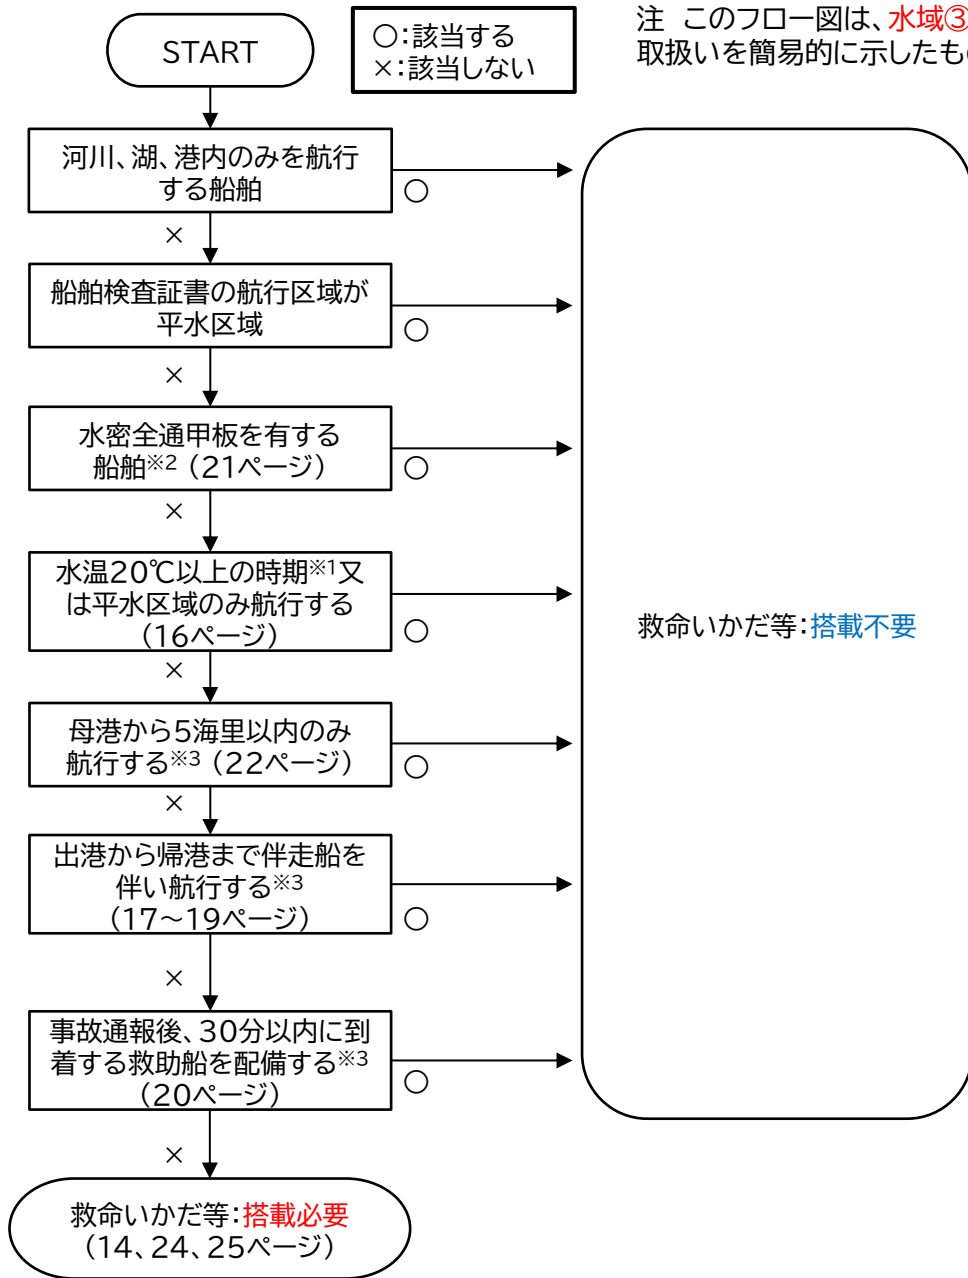 START
○：該当する
×：該当しない
注 このフロー図は、水域③
取扱いを簡易的に示したもの
河川、湖、港内のみを航行
する船舶
○
×
船舶検査証書の航行区域が
平水区域
○
×
水密全通甲板を有する
船舶※2（21ページ）
○
×
水温20℃以上の時期※1又
は平水区域のみ航行する
（16ページ）
○
×
母港から5海里以内のみ
航行する※3（22ページ）
○
×
出港から帰港まで伴走船を
伴い航行する※3
（17～19ページ）
○
×
事故通報後、30分以内に到
着する救助船を配備する※3
（20ページ）
○
×
救命いかだ等：搭載不要
救命いかだ等：搭載必要
（14、24、25ページ）